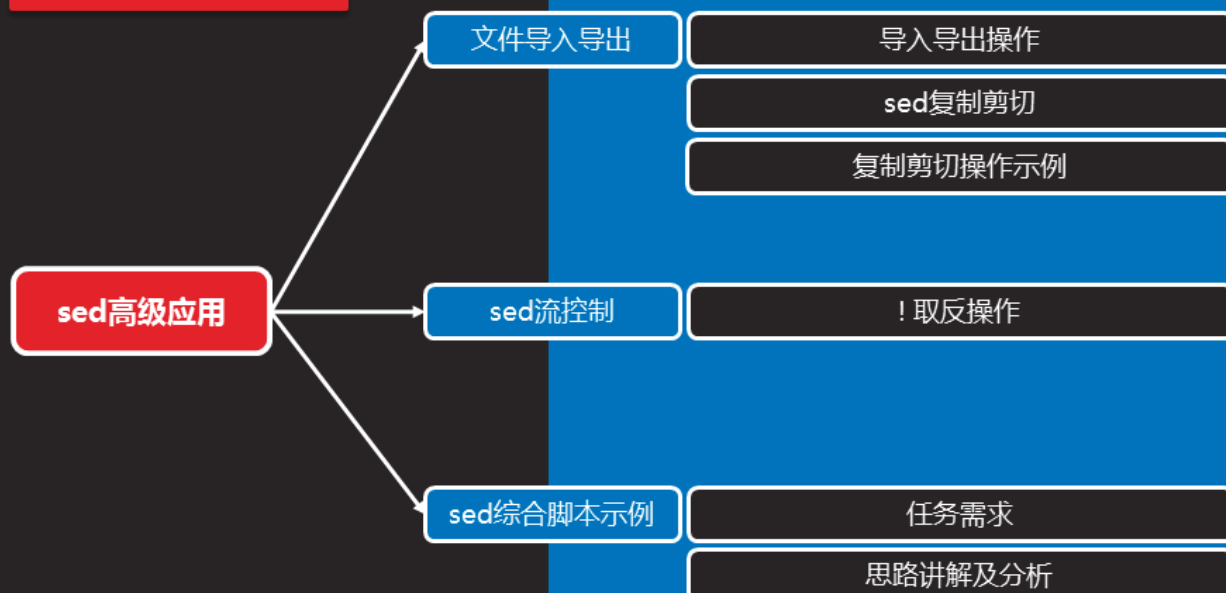 sed高级应用
文件导入导出
导入导出操作
sed复制剪切
复制剪切操作示例
sed流控制
! 取反操作
sed综合脚本示例
任务需求
思路讲解及分析